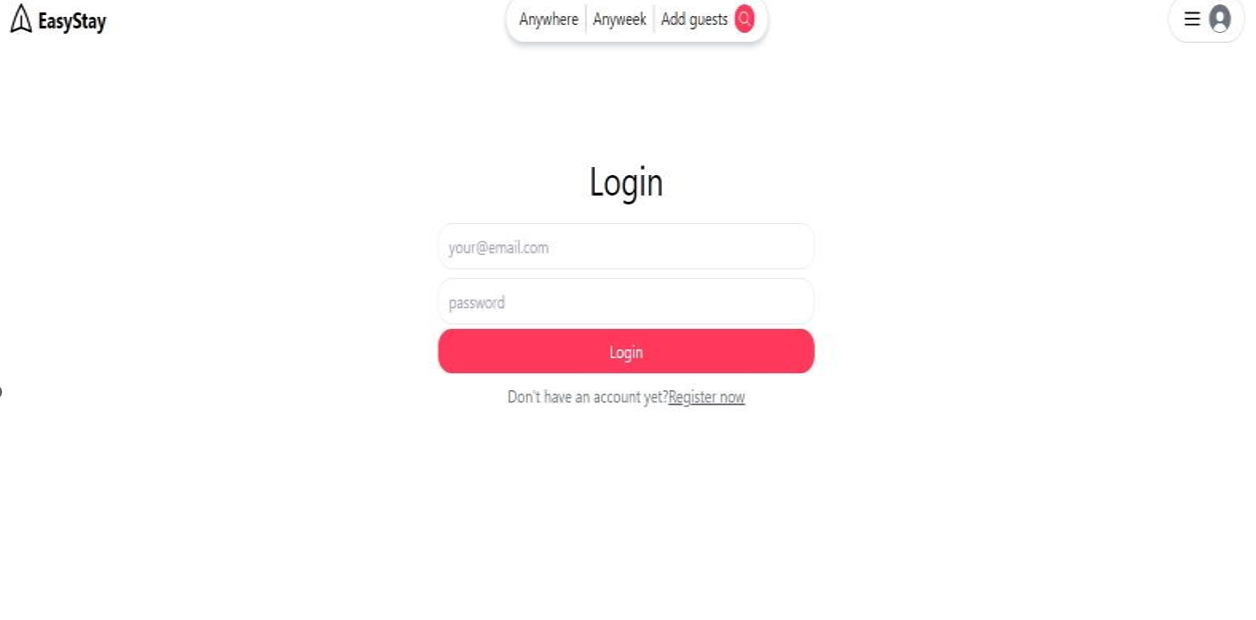 EasyStay
Anywhere Anyweek Add guests
Login
your@email.com
password
Login
Don't have an account yet?Register now